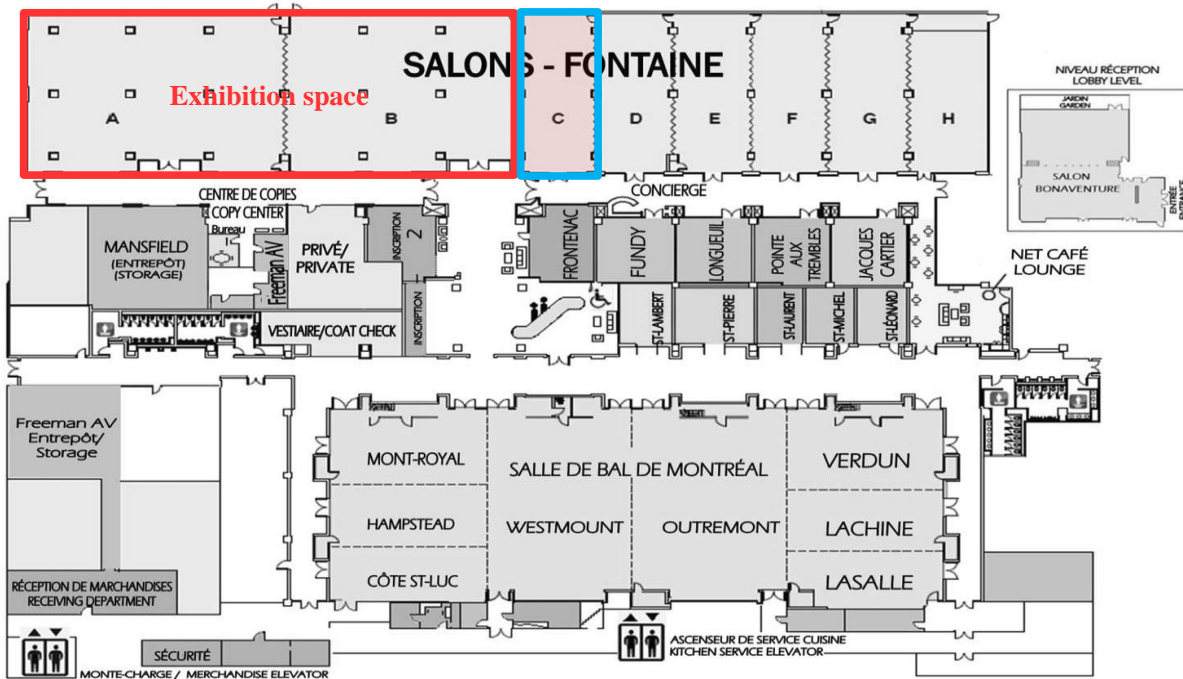 SALONS - FONTAINE
Exhibition space
A
B
C
D
E
F
G
H
NIVEAU RÉCEPTION
LOBBY LEVEL
JARDIN
GARDEN
SALON
BONAVENTURE
ENTRÉE
ENTRANCE
CENTRE DE COPIES
COPY CENTER
Bureau
CONCIERGE
MANSFIELD
(ENTREPÔT)
(STORAGE)
Freeman AV
PRIVÉ/
PRIVATE
INSCRIPTION
2
FRONTENAC
FUNDY
LONGUEUIL
POINTE
AUX
TREMBLES
JACQUES
CARTIER
NET CAFÉ
LOUNGE
VESTIAIRE/COAT CHECK
INSCRIPTION
ST-LAMBERT
ST-PIERRE
ST-LAURENT
ST-MICHEL
ST-LÉONARD
Freeman AV
Entrepôt/
Storage
MONT-ROYAL
SALLE DE BAL DE MONTRÉAL
VERDUN
HAMPSTEAD
WESTMOUNT
OUTREMONT
LACHINE
CÔTE ST-LUC
LASALLE
RÉCEPTION DE MARCHANDISES
RECEIVING DEPARTMENT
SÉCURITÉ
MONTE-CHARGE / MERCHANDISE ELEVATOR
ASCENSEUR DE SERVICE CUISINE
KITCHEN SERVICE ELEVATOR